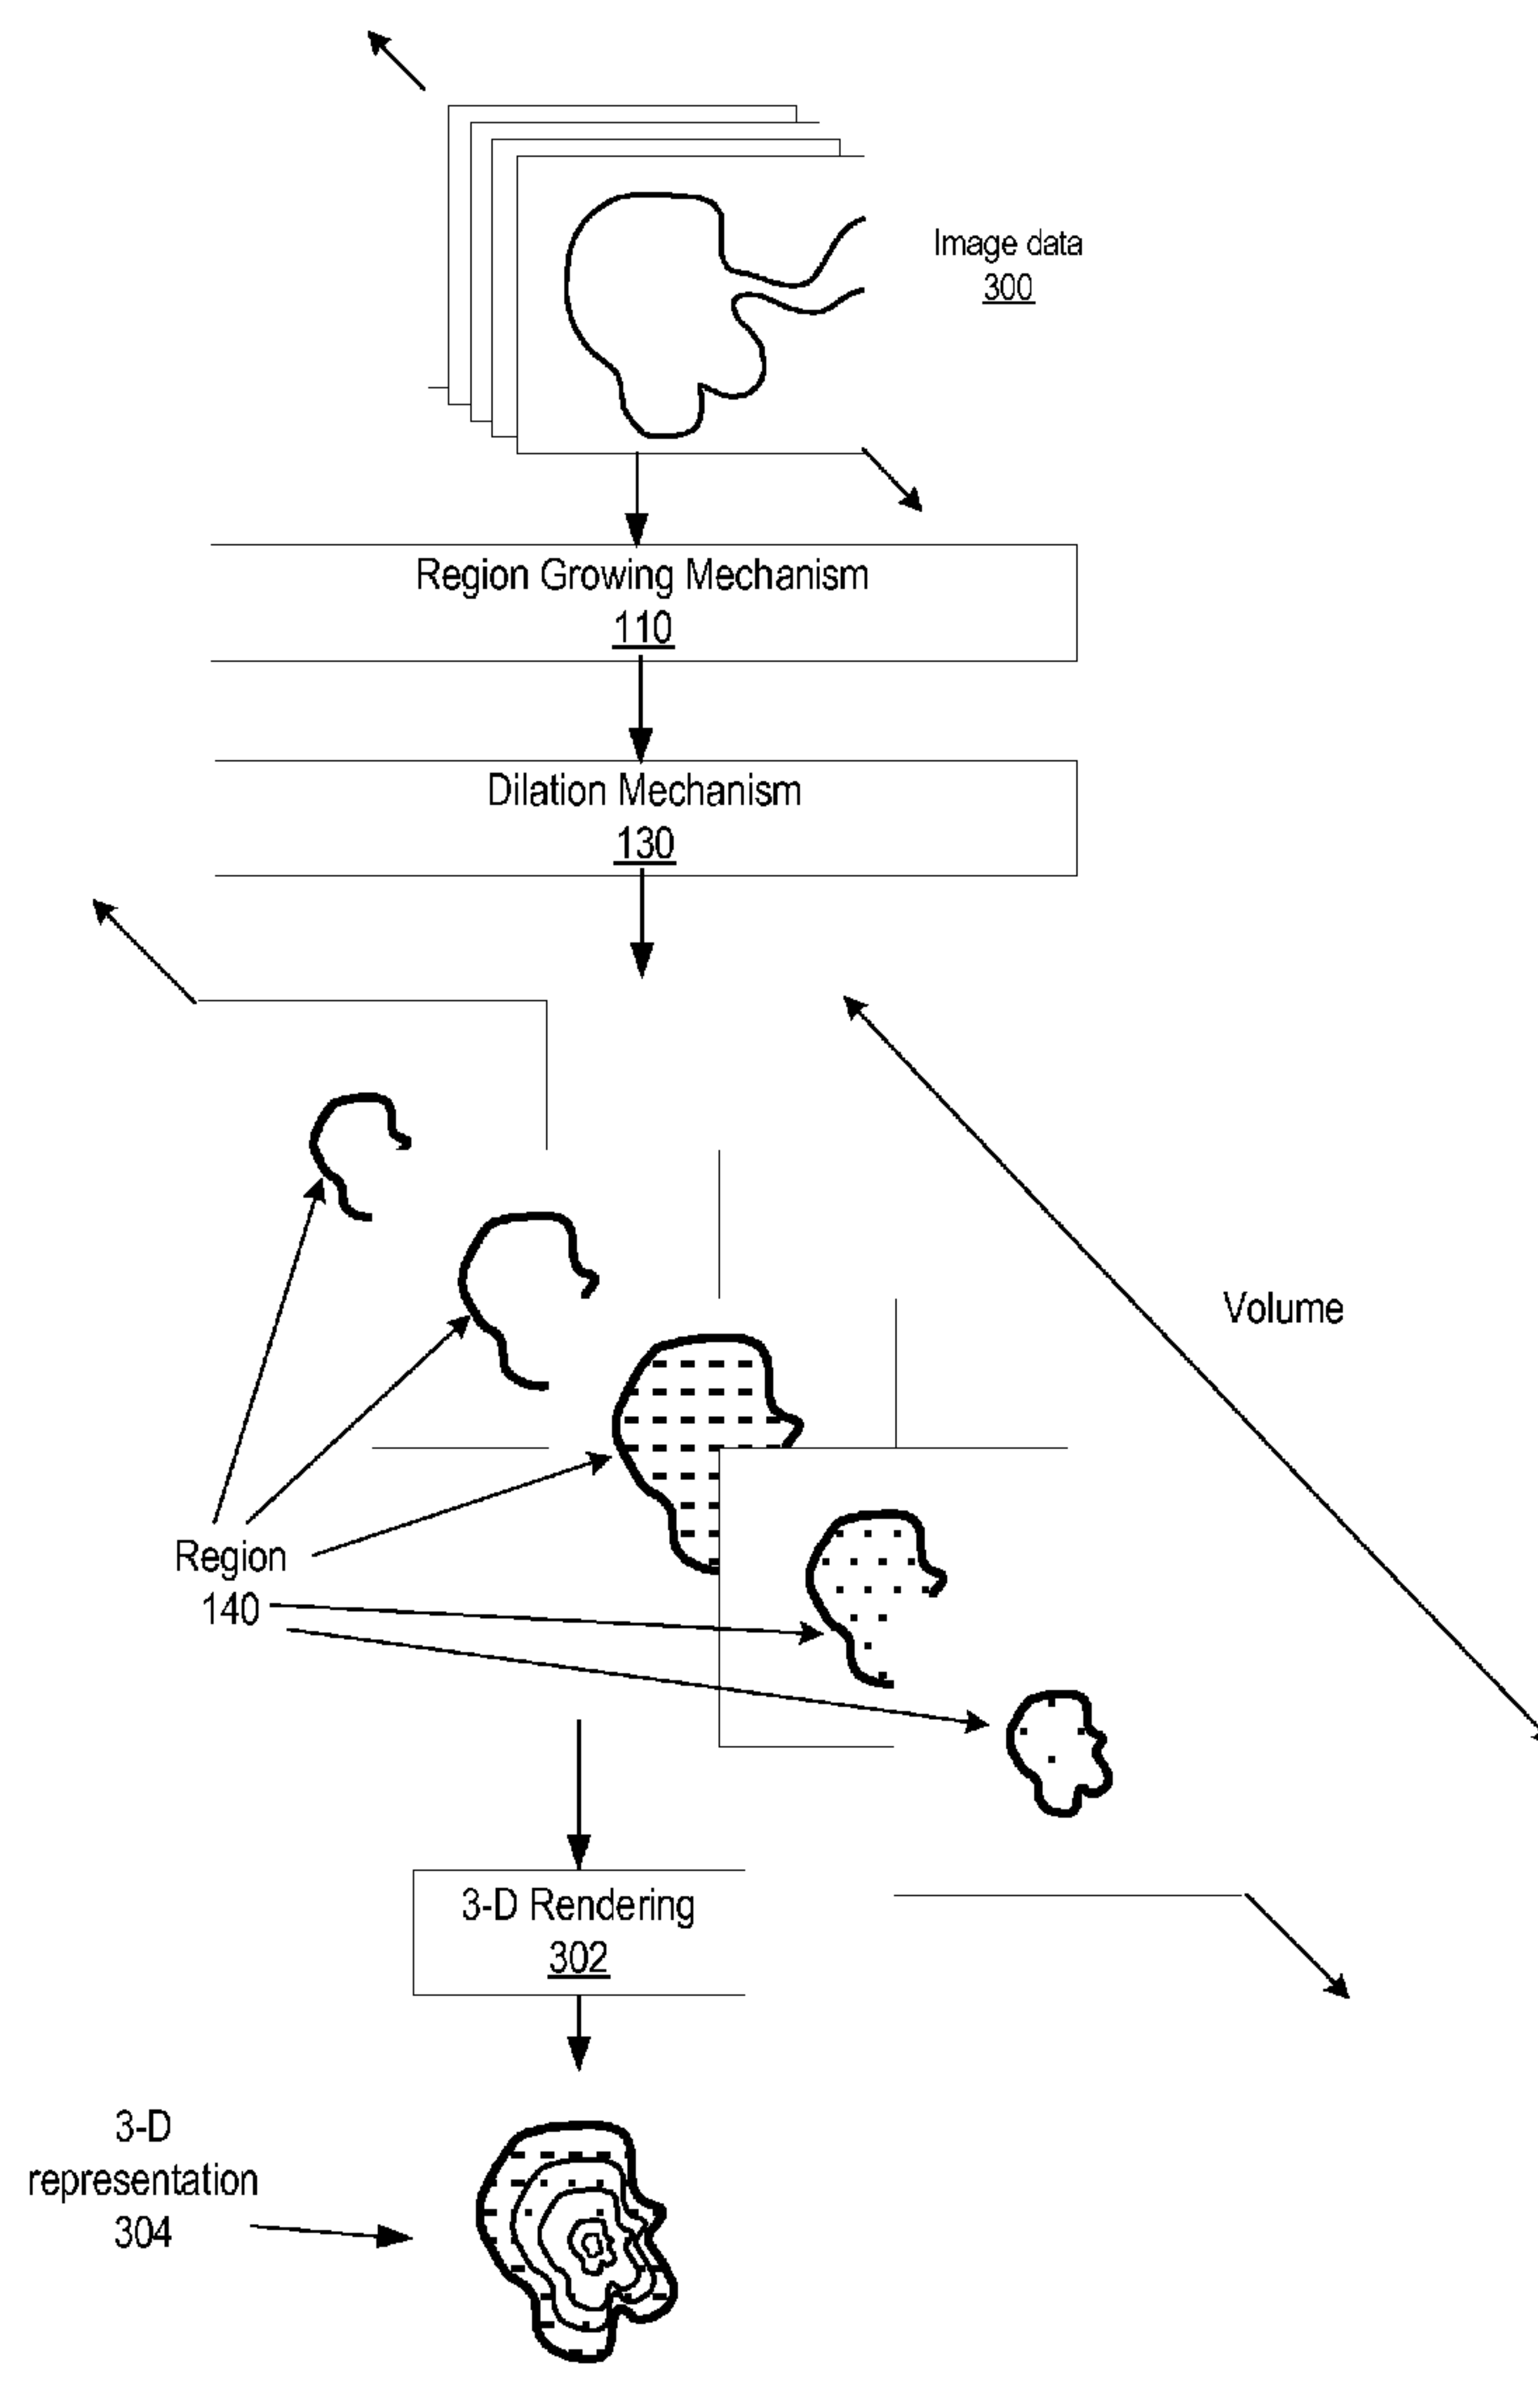 Image data
300
Region Growing Mechanism
110
Dilation Mechanism
130
Volume
Region
140
3-D Rendering
302
3-D
representation
304